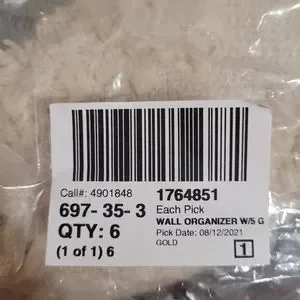 Call#: 4901848 1764851
697- 35- 3 Each Pick
WALL ORGANIZER W/5 G
QTY: 6 Pick Date: 08/12/2021
(1 of 1) 6 GOLD
1